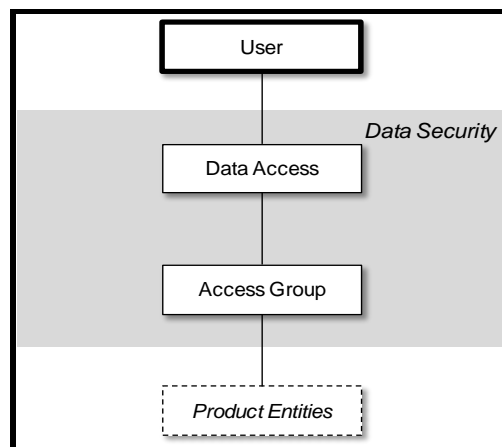 User
Data Security
Data Access
Access Group
Product Entities